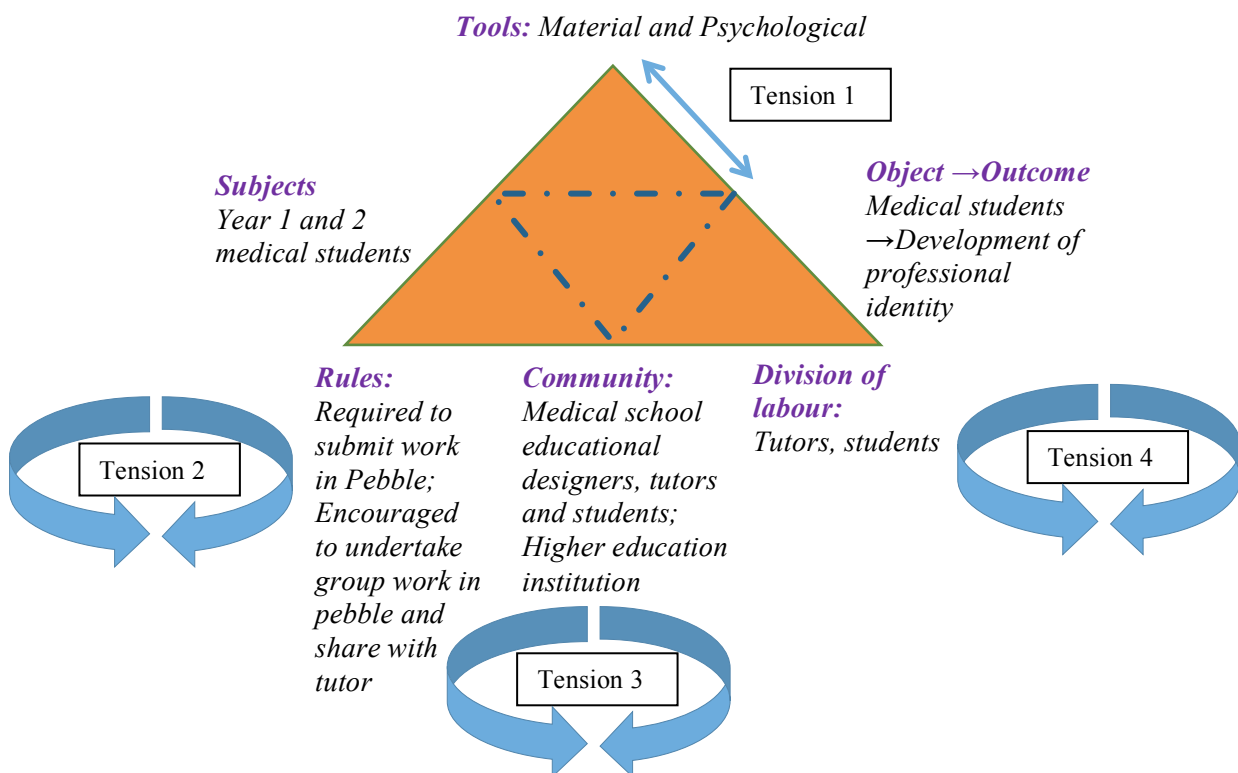 Tools: Material and Psychological
Tension 1
Subjects
Year 1 and 2
medical students
Object →Outcome
Medical students
→Development of
professional
identity
Rules:
Required to
submit work
in Pebble;
Encouraged
to undertake
group work in
pebble and
share with
tutor
Community:
Medical school
educational
designers, tutors
and students;
Higher education
institution
Division of
labour:
Tutors, students
Tension 2
Tension 3
Tension 4